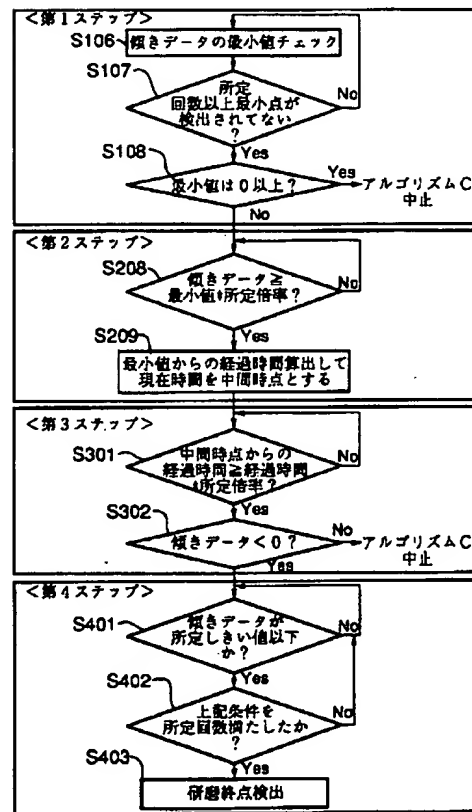 <第1ステップ>
S106
傾きデータの最小値チェック
S107
所定
回数以上最小点が
検出されてない
?
No
Yes
S108
最小値は0以上?
Yes
アルゴリズムC
中止
No
<第2ステップ>
S208
傾きデータ≧
最小値*所定倍率?
No
Yes
S209
最小値からの経過時間算出して
現在時間を中間時点とする
<第3ステップ>
S301
中間時点からの
経過時間≧経過時間
*所定倍率?
No
Yes
S302
傾きデータ<0?
No
アルゴリズムC
中止
Yes
<第4ステップ>
S401
傾きデータが
所定しきい値以下
か?
No
Yes
S402
上記条件を
所定回数満たしたか
?
No
Yes
S403
研磨終点検出